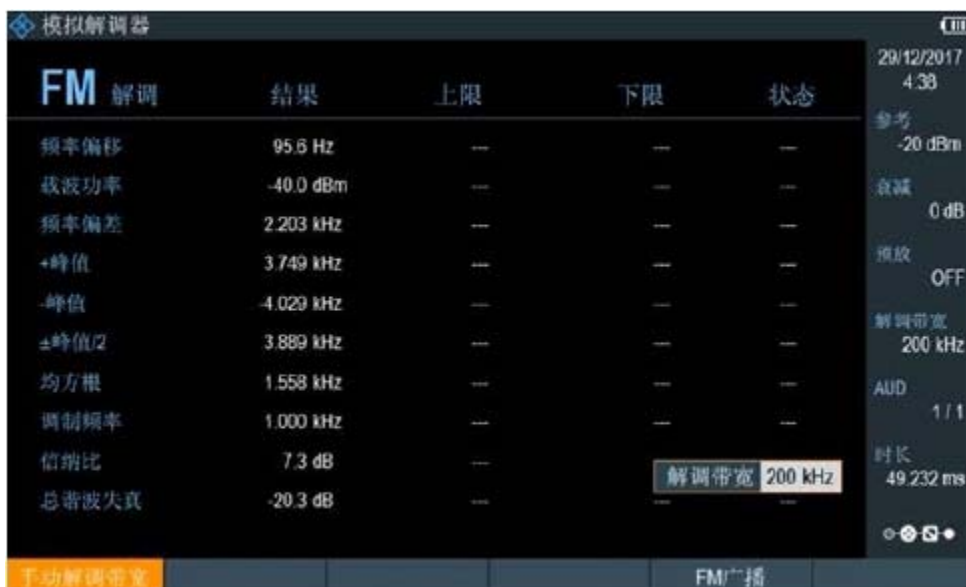 模拟解调器
29/12/2017
4:38
FM 解调 结果 上限 下限 状态
频率偏移 95.6 Hz --- --- ---
载波功率 -40.0 dBm --- --- ---
频率偏差 2.203 kHz --- --- ---
+峰值 3.749 kHz --- --- ---
-峰值 -4.029 kHz --- --- ---
±峰值/2 3.889 kHz --- --- ---
均方根 1.558 kHz --- --- ---
调制频率 1.000 kHz --- --- ---
信纳比 7.3 dB ---
总谐波失真 -20.3 dB --- --- ---
解调带宽 200 kHz
参考
-20 dBm
衰减
0 dB
预放
OFF
解调带宽
200 kHz
AUD
1 / 1
时长
49.232 ms
手动解调带宽
FM广播